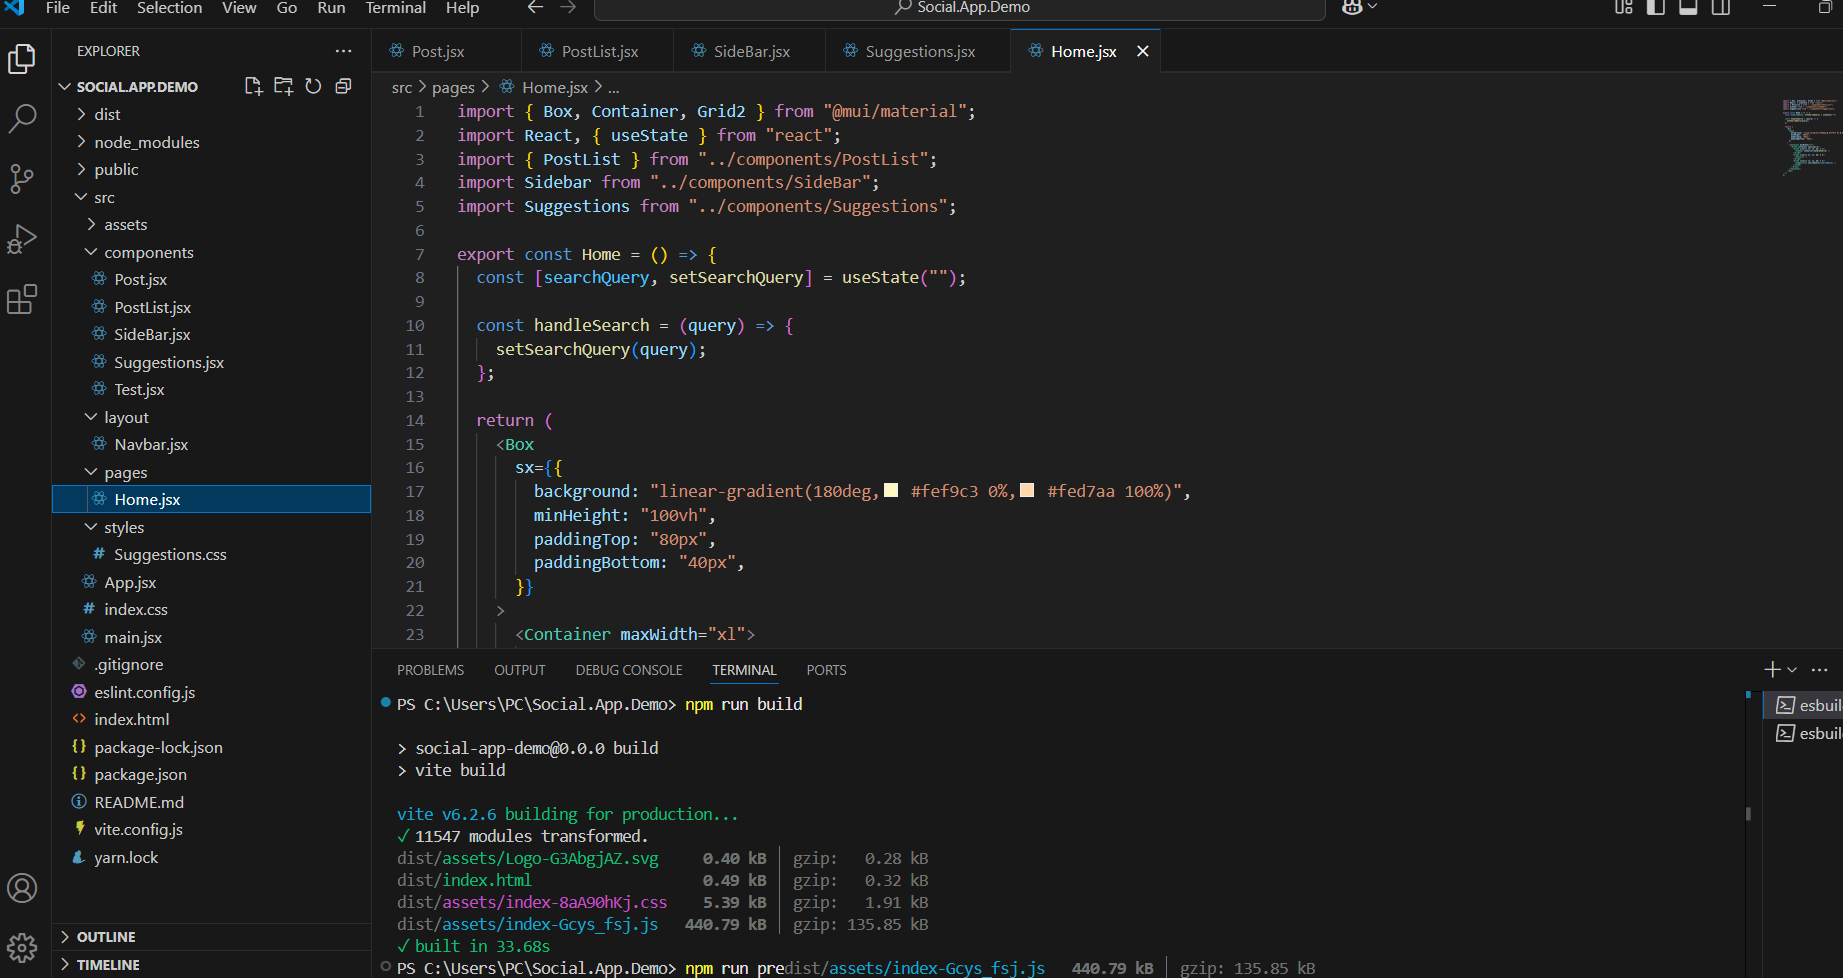 File Edit Selection View Go Run Terminal Help
Social.App.Demo
EXPLORER
SOCIAL.APP.DEMO
dist
node_modules
public
src
assets
components
Post.jsx
PostList.jsx
SideBar.jsx
Suggestions.jsx
Test.jsx
layout
Navbar.jsx
pages
Home.jsx
styles
# Suggestions.css
App.jsx
# index.css
main.jsx
.gitignore
eslint.config.js
<> index.html
{} package-lock.json
{} package.json
README.md
vite.config.js
yarn.lock
OUTLINE
TIMELINE
Post.jsx PostList.jsx SideBar.jsx Suggestions.jsx Home.jsx
src > pages > Home.jsx > ...
1 import { Box, Container, Grid2 } from "@mui/material";
2 import React, { useState } from "react";
3 import { PostList } from "../components/PostList";
4 import Sidebar from "../components/SideBar";
5 import Suggestions from "../components/Suggestions";
6
7 export const Home = () => {
8 const [searchQuery, setSearchQuery] = useState("");
9
10 const handleSearch = (query) => {
11 setSearchQuery(query);
12 };
13
14 return (
15 <Box
16 sx={{
17 background: "linear-gradient(180deg, #fef9c3 0%, #fed7aa 100%)",
18 minHeight: "100vh",
19 paddingTop: "80px",
20 paddingBottom: "40px",
21 }}
22 >
23 <Container maxWidth="xl">
PROBLEMS OUTPUT DEBUG CONSOLE TERMINAL PORTS
PS C:\Users\PC\Social.App.Demo> npm run build
> social-app-demo@0.0.0 build
> vite build
vite v6.2.6 building for production...
✓ 11547 modules transformed.
dist/assets/Logo-G3AbgjAZ.svg 0.40 kB │ gzip: 0.28 kB
dist/index.html 0.49 kB │ gzip: 0.32 kB
dist/assets/index-8aA90hKj.css 5.39 kB │ gzip: 1.91 kB
dist/assets/index-Gcys_fsj.js 440.79 kB │ gzip: 135.85 kB
✓ built in 33.68s
PS C:\Users\PC\Social.App.Demo> npm run predist/assets/index-Gcys_fsj.js 440.79 kB │ gzip: 135.85 kB
esbuil
esbuil